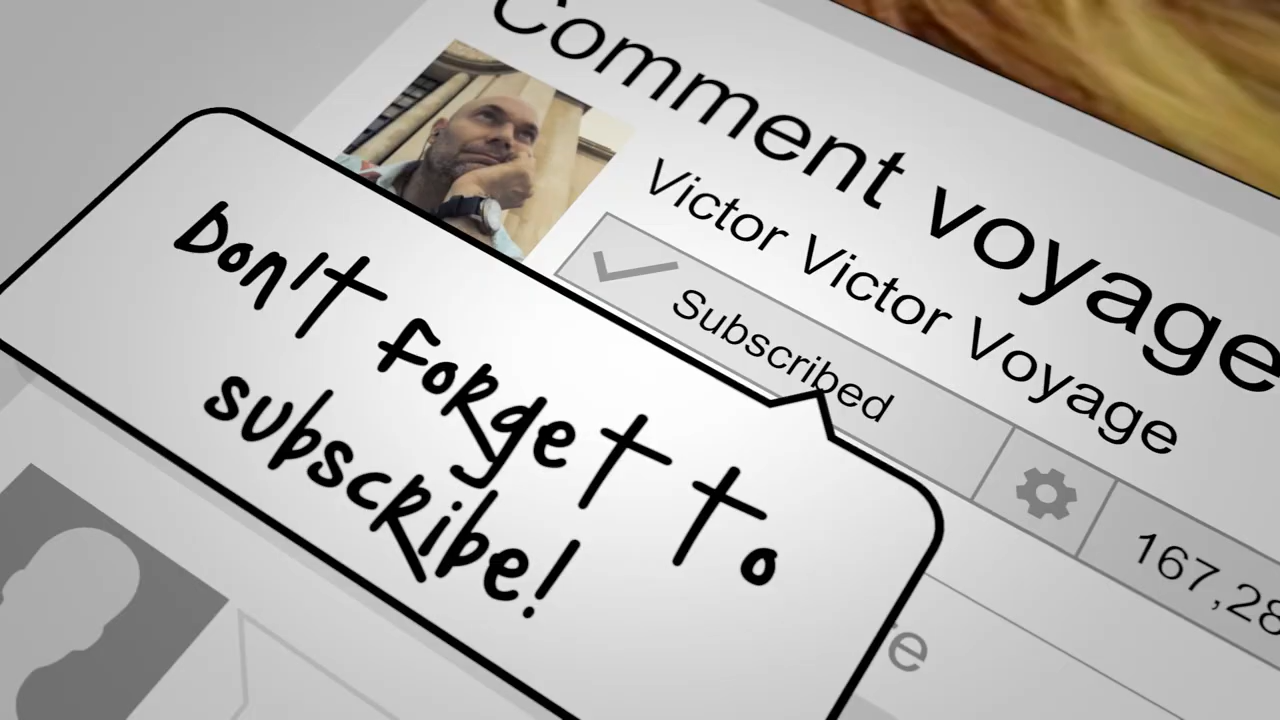 Comment voyage
Victor Victor Voyage
Subscribed
167,28
Don't forget to
subscribe!